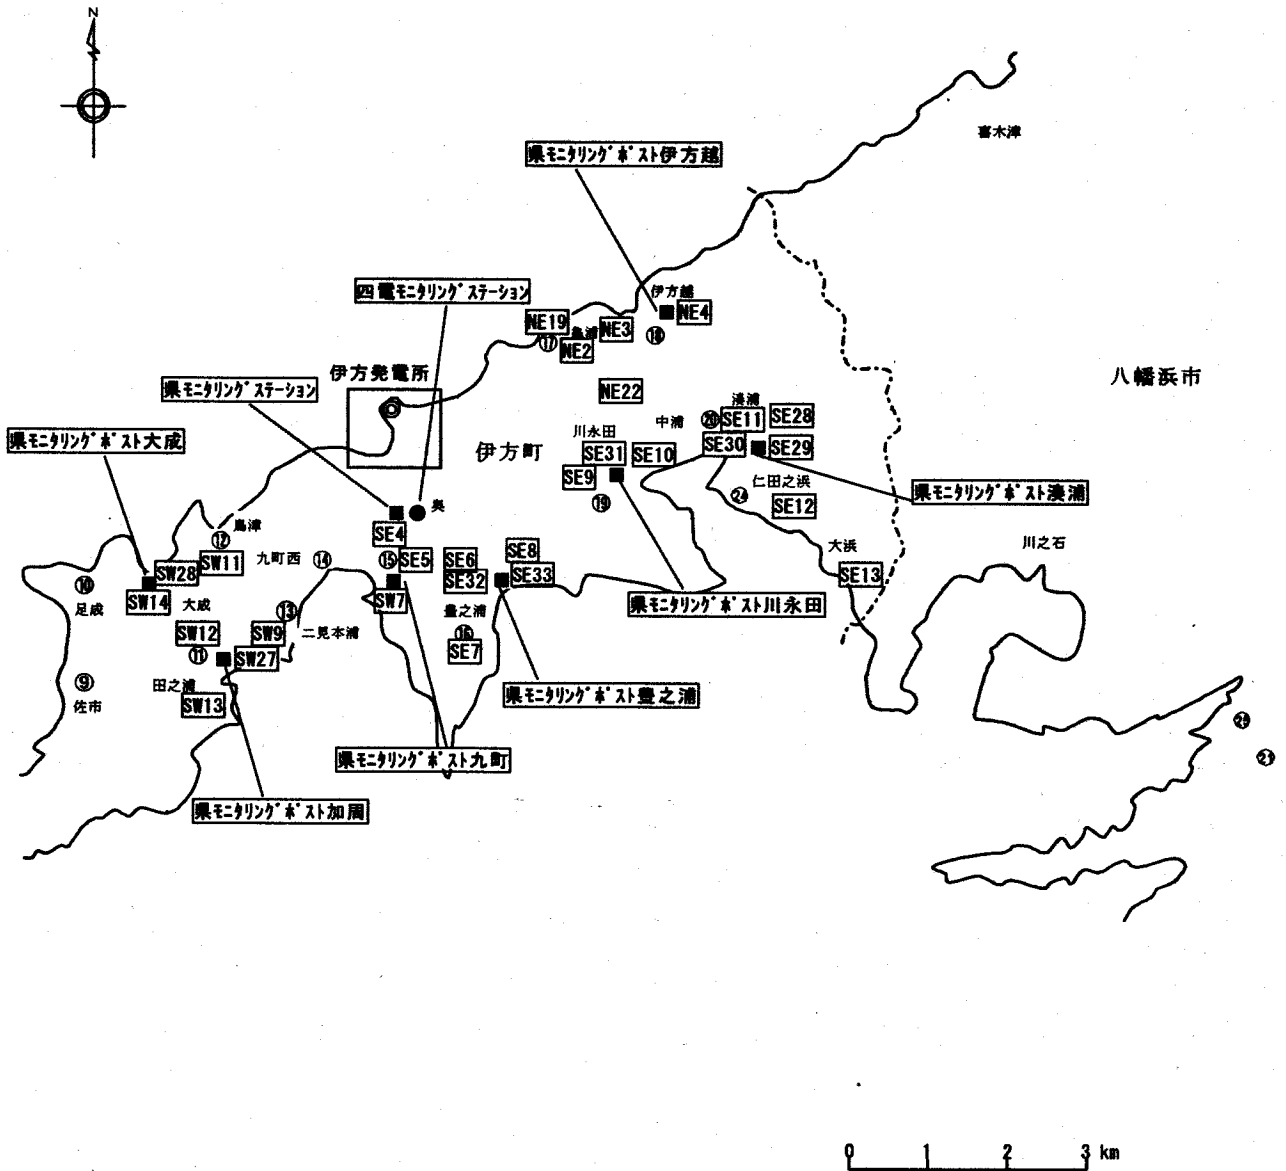 N
喜木津
県モニタリングポスト伊方越
四電モニタリングステーション
伊方越
NE4
NE19
亀浦
NE3
⑰
NE2
⑱
伊方発電所
県モニタリングステーション
八幡浜市
NE22
湊浦
中浦
⑳
SE11
SE28
県モニタリングポスト大成
川永田
伊方町
SE31
SE10
SE30
SE29
SE9
仁田之浜
県モニタリングポスト湊浦
⑲
㉔
SE12
奥
鳥津
SE4
⑫
大浜
川之石
九町西
⑭
⑮
SE5
SE6
SE8
SW11
SW28
SE32
SE33
SE13
⑩
足成
SW14
大成
SW7
県モニタリングポスト川永田
⑬
豊之浦
SW12
SW9
二見本浦
⑯
SE7
⑪
SW27
⑨
佐市
田之浦
SW13
県モニタリングポスト豊之浦
㉕
県モニタリングポスト九町
㉑
県モニタリングポスト加周
0 1 2 3 km